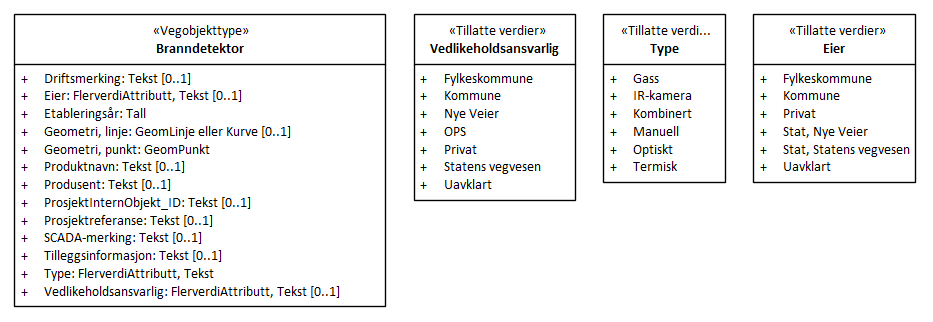 «Vegobjekttype»
Branndetektor
+ Driftsmerking: Tekst [0..1]
+ Eier: FlerverdiAttributt, Tekst [0..1]
+ Etableringsår: Tall
+ Geometri, linje: GeomLinje eller Kurve [0..1]
+ Geometri, punkt: GeomPunkt
+ Produktnavn: Tekst [0..1]
+ Produsent: Tekst [0..1]
+ ProsjektInternObjekt_ID: Tekst [0..1]
+ Prosjektreferanse: Tekst [0..1]
+ SCADA-merking: Tekst [0..1]
+ Tilleggsinformasjon: Tekst [0..1]
+ Type: FlerverdiAttributt, Tekst
+ Vedlikeholdsansvarlig: FlerverdiAttributt, Tekst [0..1]
«Tillatte verdier»
Vedlikeholdsansvarlig
+ Fylkeskommune
+ Kommune
+ Nye Veier
+ OPS
+ Privat
+ Statens vegvesen
+ Uavklart
«Tillatte verdi...
Type
+ Gass
+ IR-kamera
+ Kombinert
+ Manuell
+ Optiskt
+ Termisk
«Tillatte verdier»
Eier
+ Fylkeskommune
+ Kommune
+ Privat
+ Stat, Nye Veier
+ Stat, Statens vegvesen
+ Uavklart